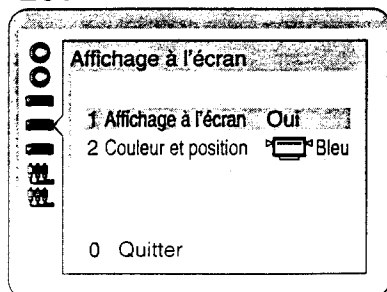 Affichage à l'écran
1 Affichage à l'écran Oui
2 Couleur et position Bleu
0 Quitter